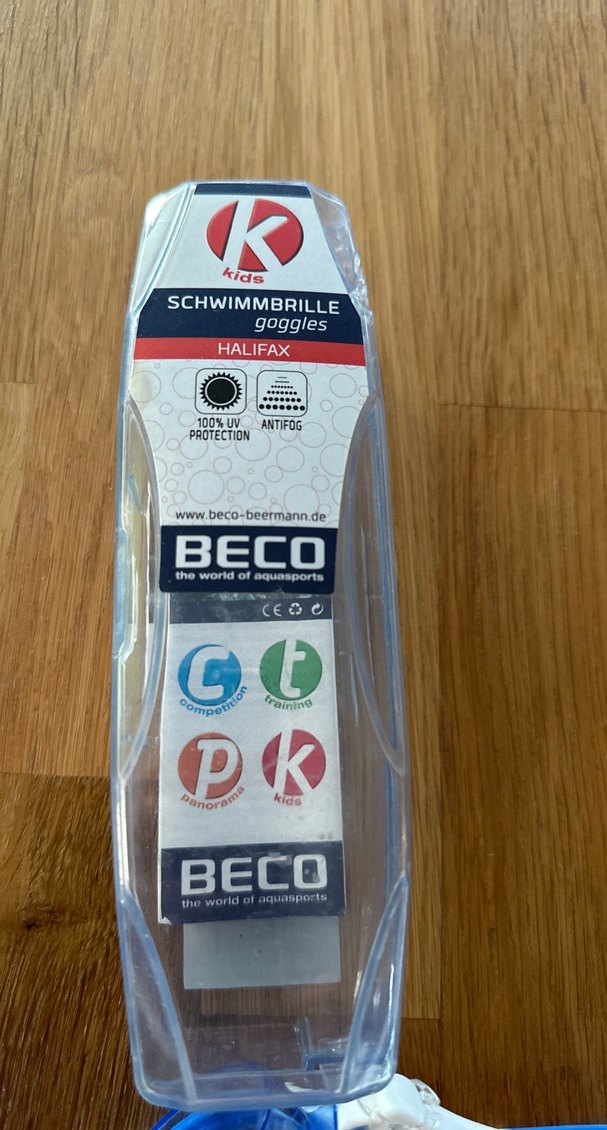 K
kids
SCHWIMMBRILLE
goggles
HALIFAX
100% UV
PROTECTION
ANTIFOG
www.beco-beermann.de
BECO
the world of aquasports
CE
C
competition
t
training
p
panorama
k
kids
BECO
the world of aquasports